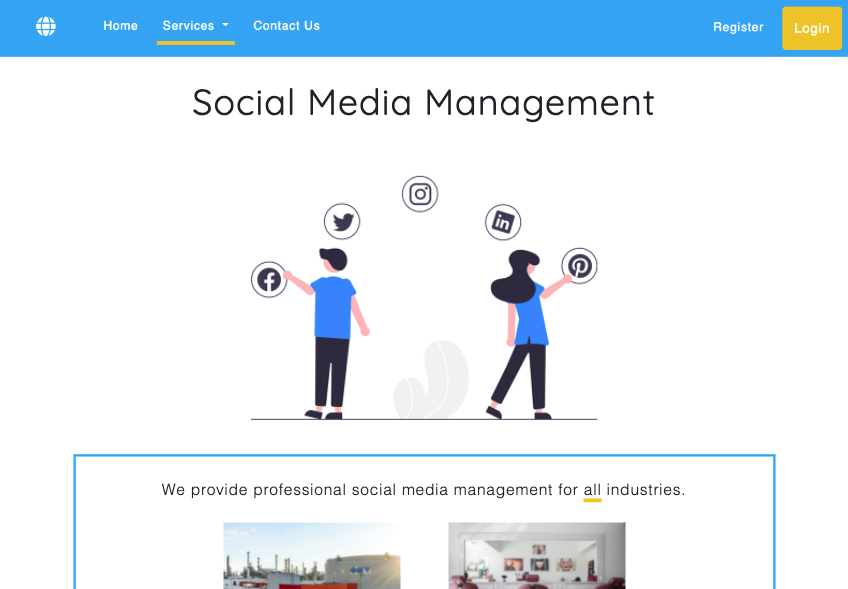 Home Services Contact Us Register Login
Social Media Management
We provide professional social media management for all industries.